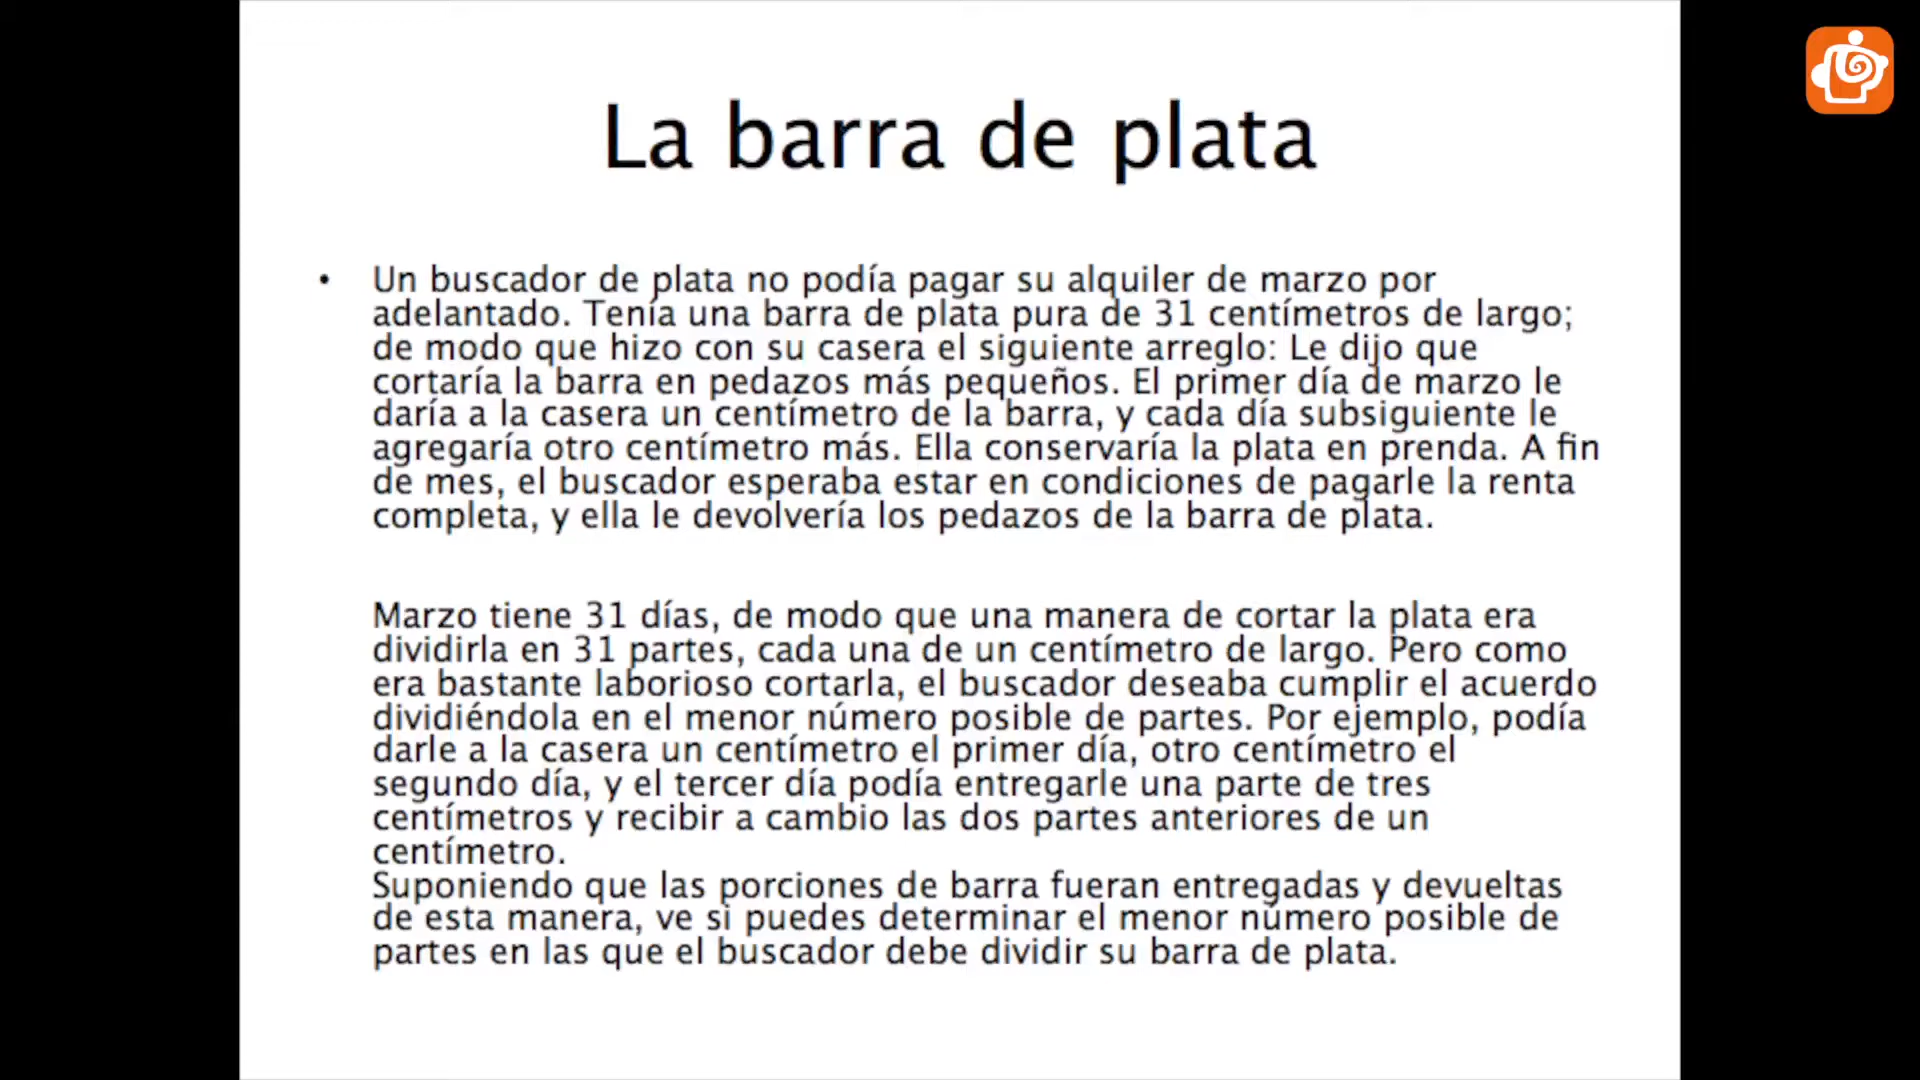 La barra de plata
• Un buscador de plata no podía pagar su alquiler de marzo por
adelantado. Tenía una barra de plata pura de 31 centímetros de largo;
de modo que hizo con su casera el siguiente arreglo: Le dijo que
cortaría la barra en pedazos más pequeños. El primer día de marzo le
daría a la casera un centímetro de la barra, y cada día subsiguiente le
agregaría otro centímetro más. Ella conservaría la plata en prenda. A fin
de mes, el buscador esperaba estar en condiciones de pagarle la renta
completa, y ella le devolvería los pedazos de la barra de plata.
Marzo tiene 31 días, de modo que una manera de cortar la plata era
dividirla en 31 partes, cada una de un centímetro de largo. Pero como
era bastante laborioso cortarla, el buscador deseaba cumplir el acuerdo
dividiéndola en el menor número posible de partes. Por ejemplo, podía
darle a la casera un centímetro el primer día, otro centímetro el
segundo día, y el tercer día podía entregarle una parte de tres
centímetros y recibir a cambio las dos partes anteriores de un
centímetro.
Suponiendo que las porciones de barra fueran entregadas y devueltas
de esta manera, ve si puedes determinar el menor número posible de
partes en las que el buscador debe dividir su barra de plata.